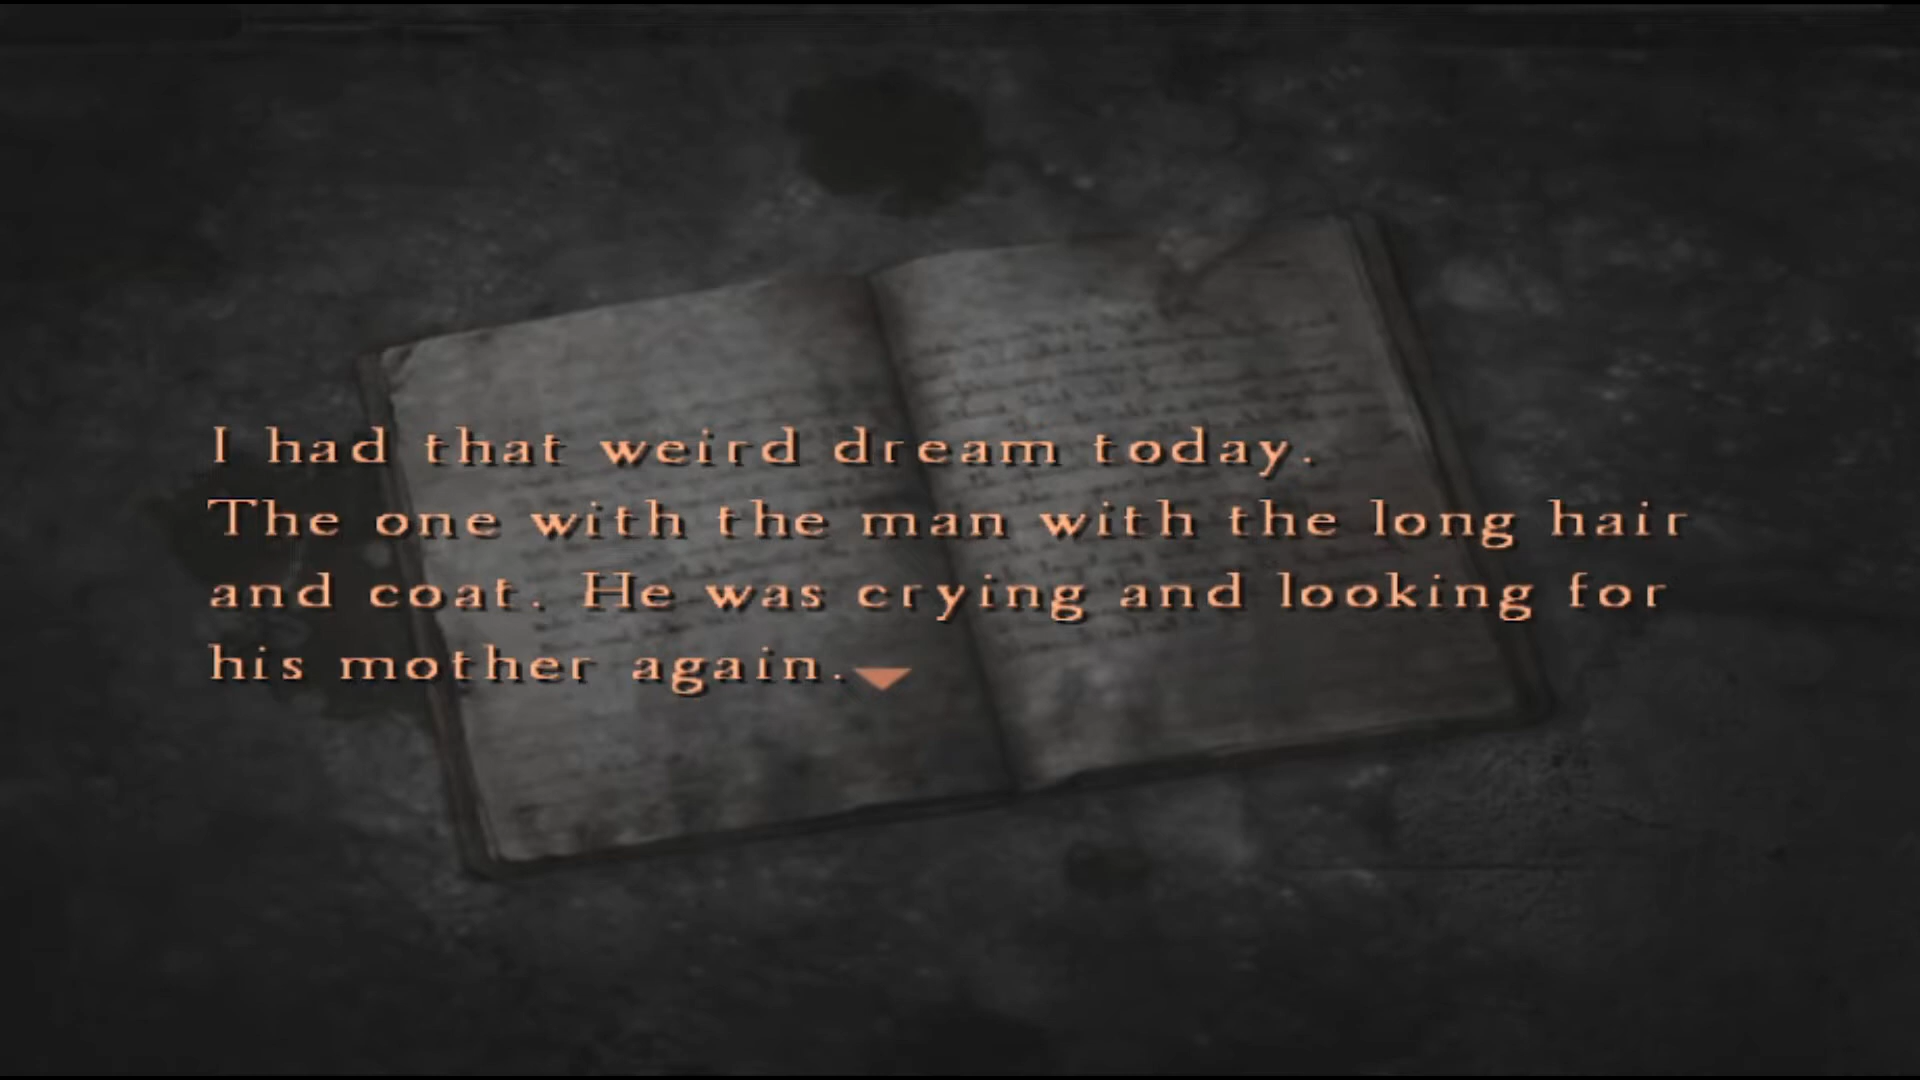 I had that weird dream today.
The one with the man with the long hair
and coat. He was crying and looking for
his mother again.